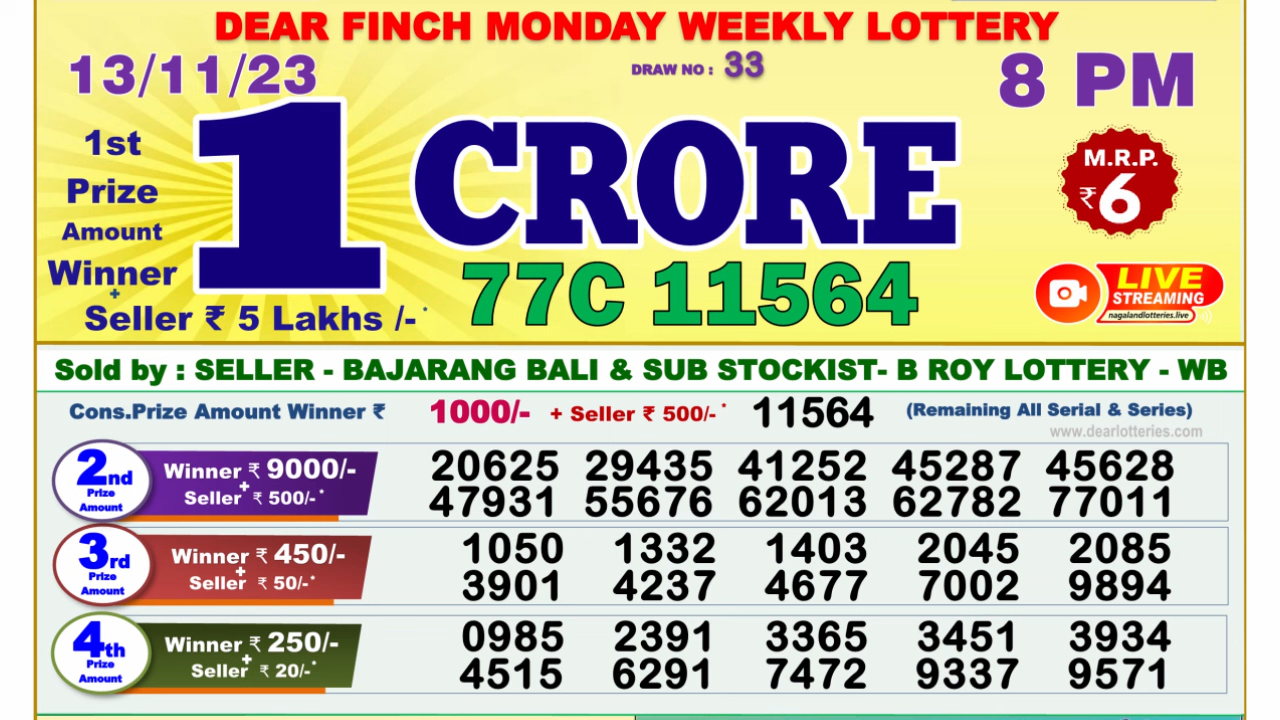 DEAR FINCH MONDAY WEEKLY LOTTERY
13/11/23
DRAW NO : 33
8 PM
1st
Prize
Amount
Winner
+
Seller ₹ 5 Lakhs /-*
1 CRORE
77C 11564
M.R.P.
₹6
LIVE
STREAMING
nagalandlotteries.live
Sold by : SELLER - BAJARANG BALI & SUB STOCKIST- B ROY LOTTERY - WB
Cons.Prize Amount Winner ₹ 1000/- + Seller ₹ 500/-* 11564 (Remaining All Serial & Series)
www.dearlotteries.com
2nd
Prize
Amount
Winner ₹ 9000/-
+
Seller ₹ 500/-*
20625 29435 41252 45287 45628
47931 55676 62013 62782 77011
3rd
Prize
Amount
Winner ₹ 450/-
+
Seller ₹ 50/-*
1050 1332 1403 2045 2085
3901 4237 4677 7002 9894
4th
Prize
Amount
Winner ₹ 250/-
+
Seller ₹ 20/-*
0985 2391 3365 3451 3934
4515 6291 7472 9337 9571